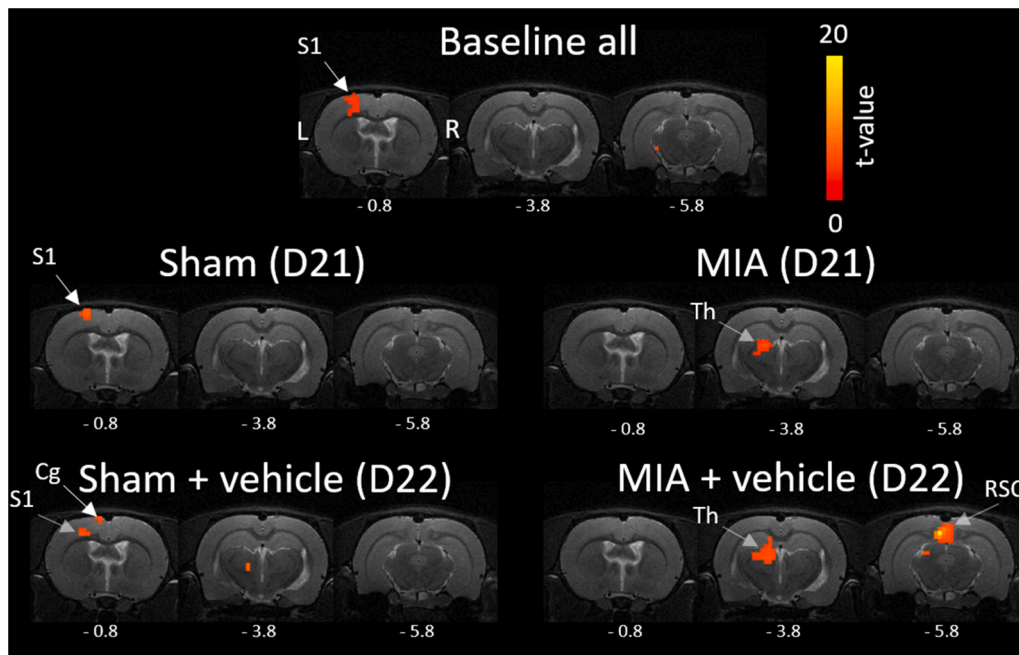 Baseline all
S1
L
R
20
t-value
0
- 0.8
- 3.8
- 5.8
Sham (D21)
S1
- 0.8
- 3.8
- 5.8
MIA (D21)
Th
- 0.8
- 3.8
- 5.8
Sham + vehicle (D22)
Cg
S1
- 0.8
- 3.8
- 5.8
MIA + vehicle (D22)
Th
RSC
- 0.8
- 3.8
- 5.8